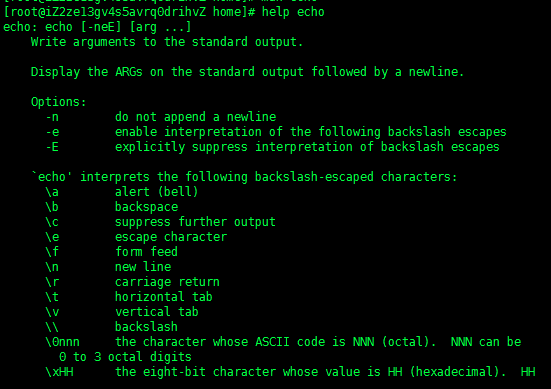 [root@iZ2ze13gv4s5avrq0drihvZ home]# help echo
echo: echo [-neE] [arg ...]
    Write arguments to the standard output.

    Display the ARGs on the standard output followed by a newline.

    Options:
      -n        do not append a newline
      -e        enable interpretation of the following backslash escapes
      -E        explicitly suppress interpretation of backslash escapes

    `echo' interprets the following backslash-escaped characters:
      \a        alert (bell)
      \b        backspace
      \c        suppress further output
      \e        escape character
      \f        form feed
      \n        new line
      \r        carriage return
      \t        horizontal tab
      \v        vertical tab
      \\        backslash
      \0nnn     the character whose ASCII code is NNN (octal).  NNN can be
        0 to 3 octal digits
      \xHH      the eight-bit character whose value is HH (hexadecimal).  HH